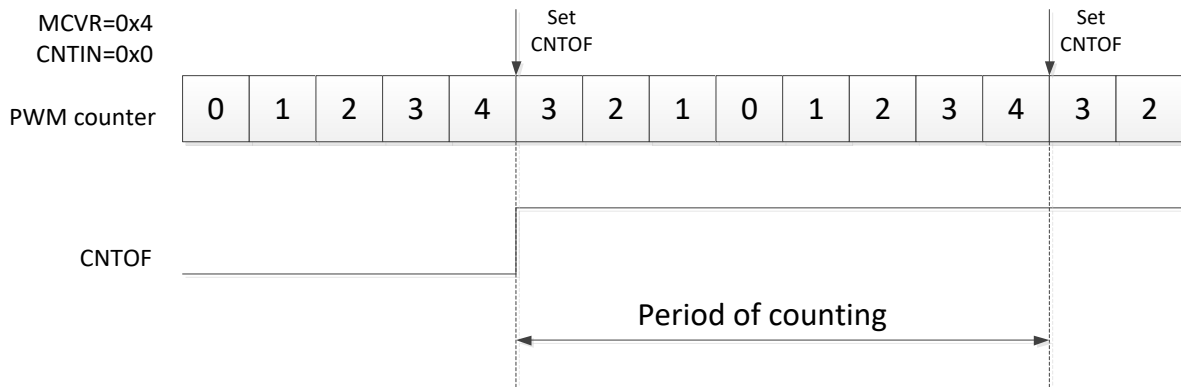 MCVR=0x4
CNTIN=0x0
Set
CNTOF
Set
CNTOF
PWM counter
0 1 2 3 4 3 2 1 0 1 2 3 4 3 2
CNTOF
Period of counting